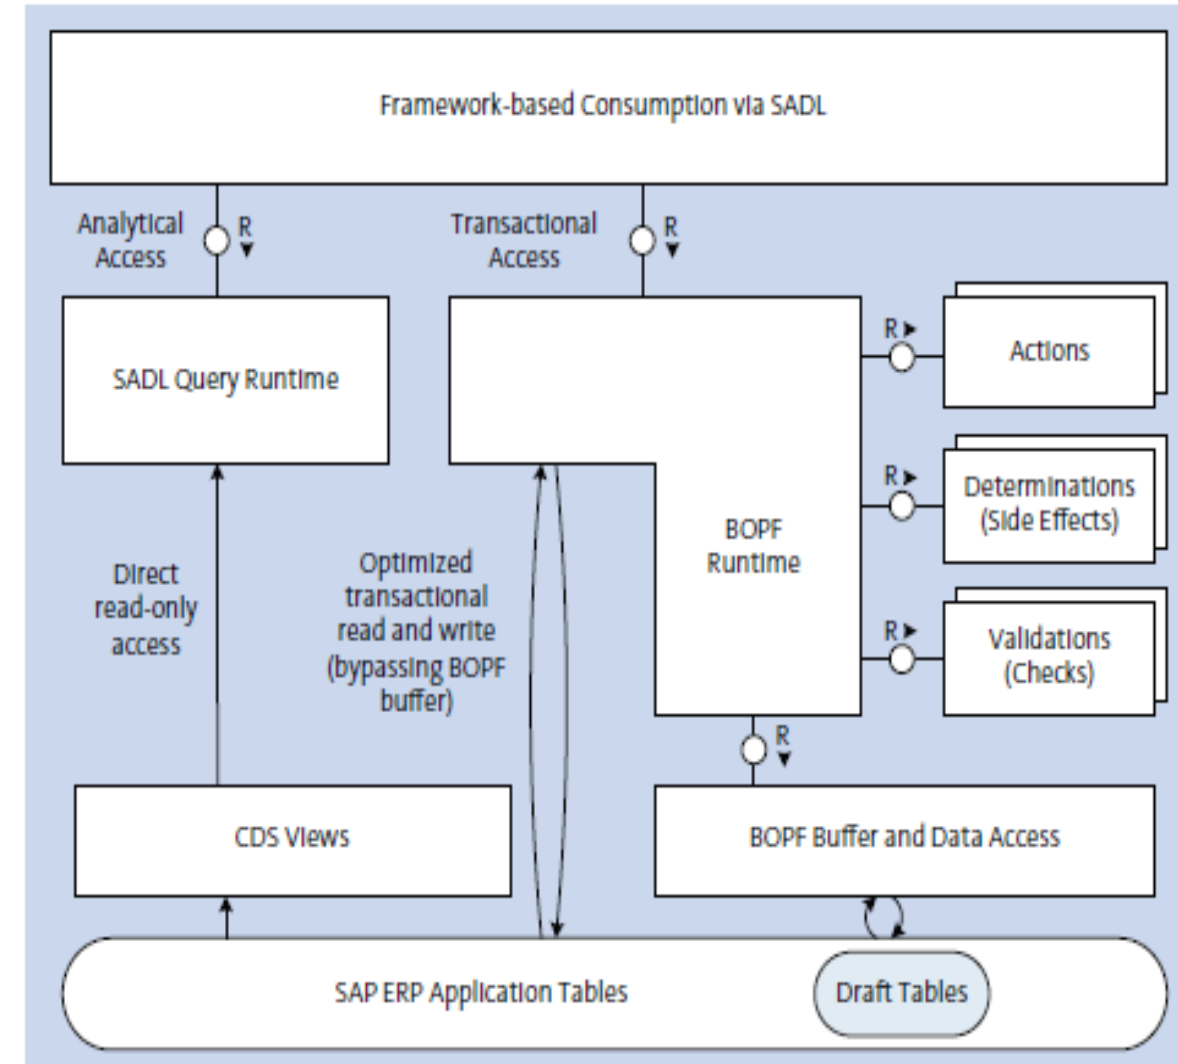 Framework-based Consumption via SADL
Analytical
Access
R
Transactional
Access
R
SADL Query Runtime
R
Actions
R
Determinations
(Side Effects)
BOPF
Runtime
Direct
read-only
access
Optimized
transactional
read and write
(bypassing BOPF
buffer)
R
Validations
(Checks)
R
CDS Views
BOPF Buffer and Data Access
SAP ERP Application Tables
Draft Tables